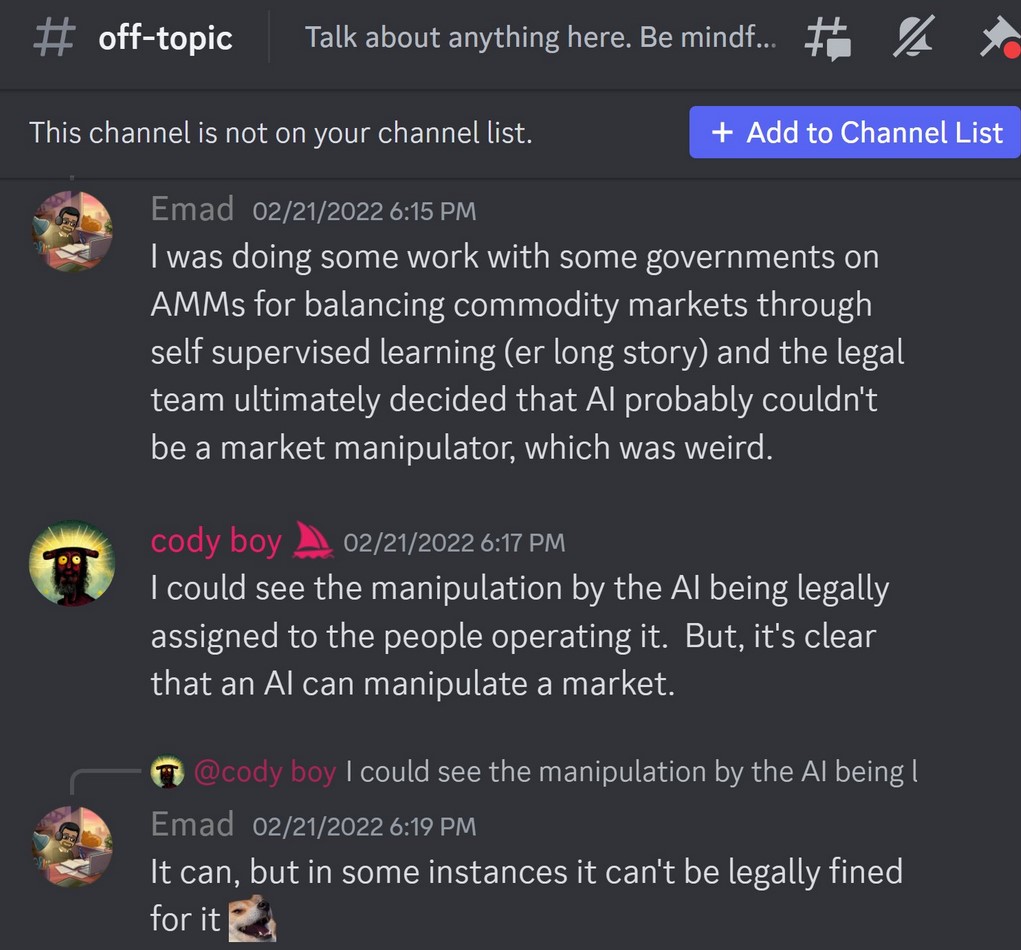 off-topic
Talk about anything here. Be mindf...
This channel is not on your channel list.
+ Add to Channel List
Emad 02/21/2022 6:15 PM
I was doing some work with some governments on
AMMs for balancing commodity markets through
self supervised learning (er long story) and the legal
team ultimately decided that AI probably couldn't
be a market manipulator, which was weird.
cody boy 02/21/2022 6:17 PM
I could see the manipulation by the AI being legally
assigned to the people operating it. But, it's clear
that an AI can manipulate a market.
@cody boy I could see the manipulation by the AI being l
Emad 02/21/2022 6:19 PM
It can, but in some instances it can't be legally fined
for it